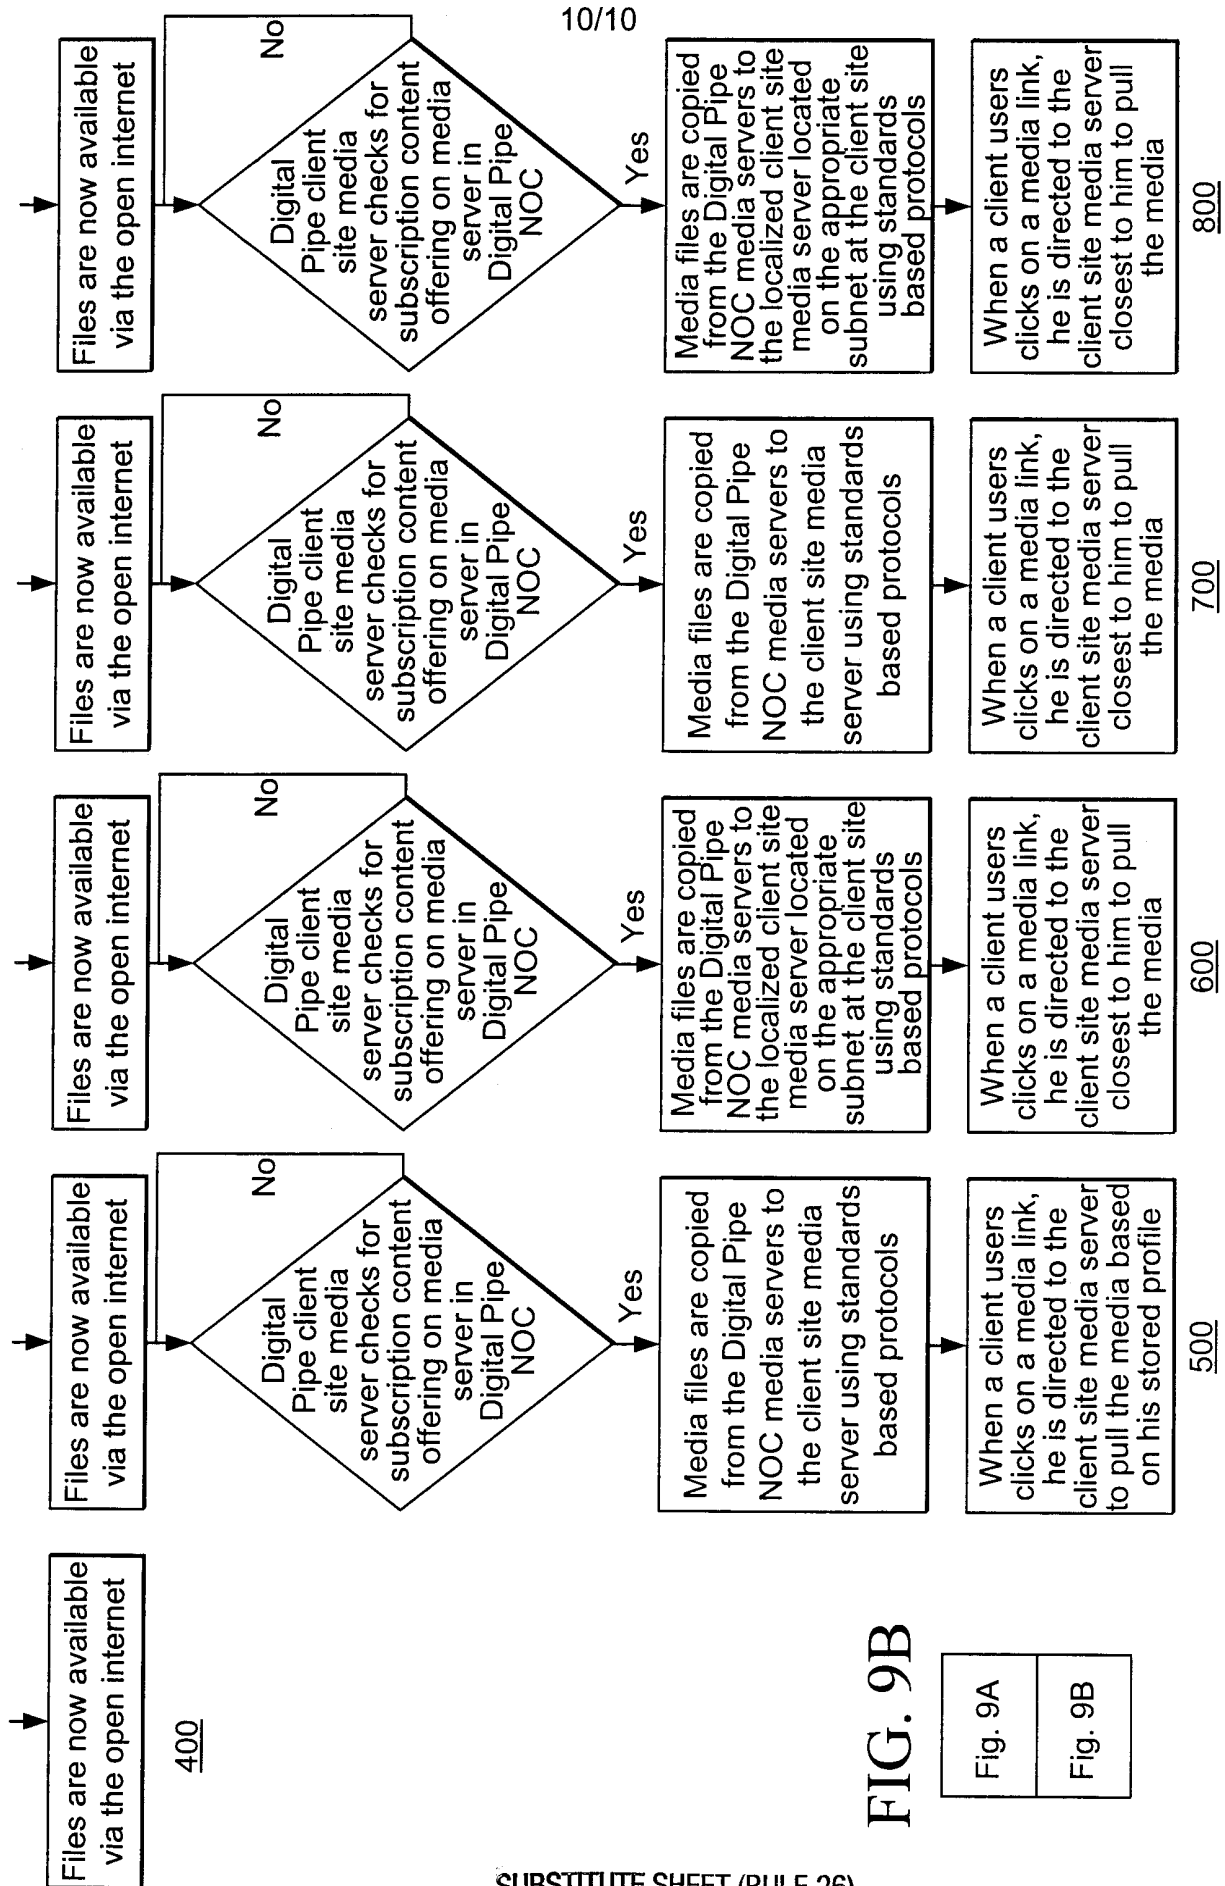 10/10
Files are now available
via the open internet
400
Files are now available
via the open internet
No
Digital
Pipe client
site media
server checks for
subscription content
offering on media
server in
Digital Pipe
NOC
Yes
Media files are copied
from the Digital Pipe
NOC media servers to
the client site media
server using standards
based protocols
When a client users
clicks on a media link,
he is directed to the
client site media server
to pull the media based
on his stored profile
500
Files are now available
via the open internet
No
Digital
Pipe client
site media
server checks for
subscription content
offering on media
server in
Digital Pipe
NOC
Yes
Media files are copied
from the Digital Pipe
NOC media servers to
the localized client site
media server located
on the appropriate
subnet at the client site
using standards
based protocols
When a client users
clicks on a media link,
he is directed to the
client site media server
closest to him to pull
the media
600
Files are now available
via the open internet
No
Digital
Pipe client
site media
server checks for
subscription content
offering on media
server in
Digital Pipe
NOC
Yes
Media files are copied
from the Digital Pipe
NOC media servers to
the client site media
server using standards
based protocols
When a client users
clicks on a media link,
he is directed to the
client site media server
closest to him to pull
the media
700
Files are now available
via the open internet
No
Digital
Pipe client
site media
server checks for
subscription content
offering on media
server in
Digital Pipe
NOC
Yes
Media files are copied
from the Digital Pipe
NOC media servers to
the localized client site
media server located
on the appropriate
subnet at the client site
using standards
based protocols
When a client users
clicks on a media link,
he is directed to the
client site media server
closest to him to pull
the media
800
FIG. 9B
Fig. 9A
Fig. 9B
SUBSTITUTE SHEET (RULE 26)